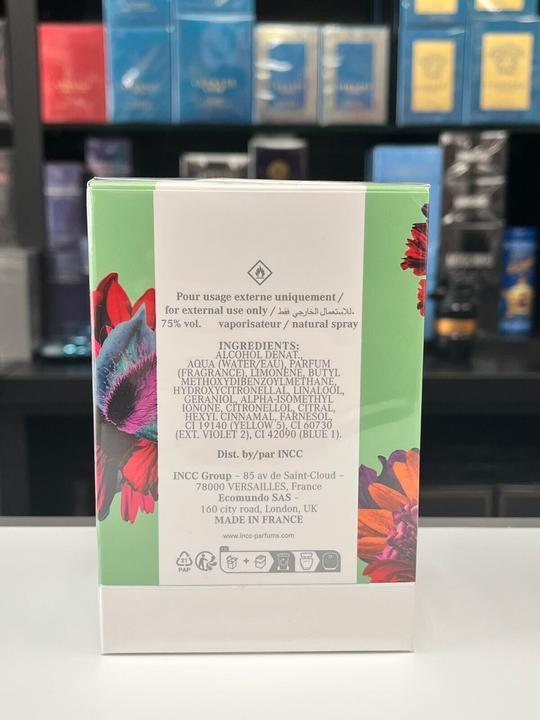 Pour usage externe uniquement /
for external use only / للاستعمال الخارجي فقط.
75% vol. vaporisateur / natural spray
INGREDIENTS:
ALCOHOL DENAT.,
AQUA (WATER/EAU), PARFUM
(FRAGRANCE), LIMONENE, BUTYL
METHOXYDIBENZOYLMETHANE,
HYDROXYCITRONELLAL, LINALOOL,
GERANIOL, ALPHA-ISOMETHYL
IONONE, CITRONELLOL, CITRAL,
HEXYL CINNAMAL, FARNESOL,
CI 19140 (YELLOW 5), CI 60730
(EXT. VIOLET 2), CI 42090 (BLUE 1).
Dist. by/par INCC
INCC Group – 85 av de Saint-Cloud –
78000 VERSAILLES, France
Ecomundo SAS –
160 city road, London, UK
MADE IN FRANCE
www.incc-parfums.com
21
PAP